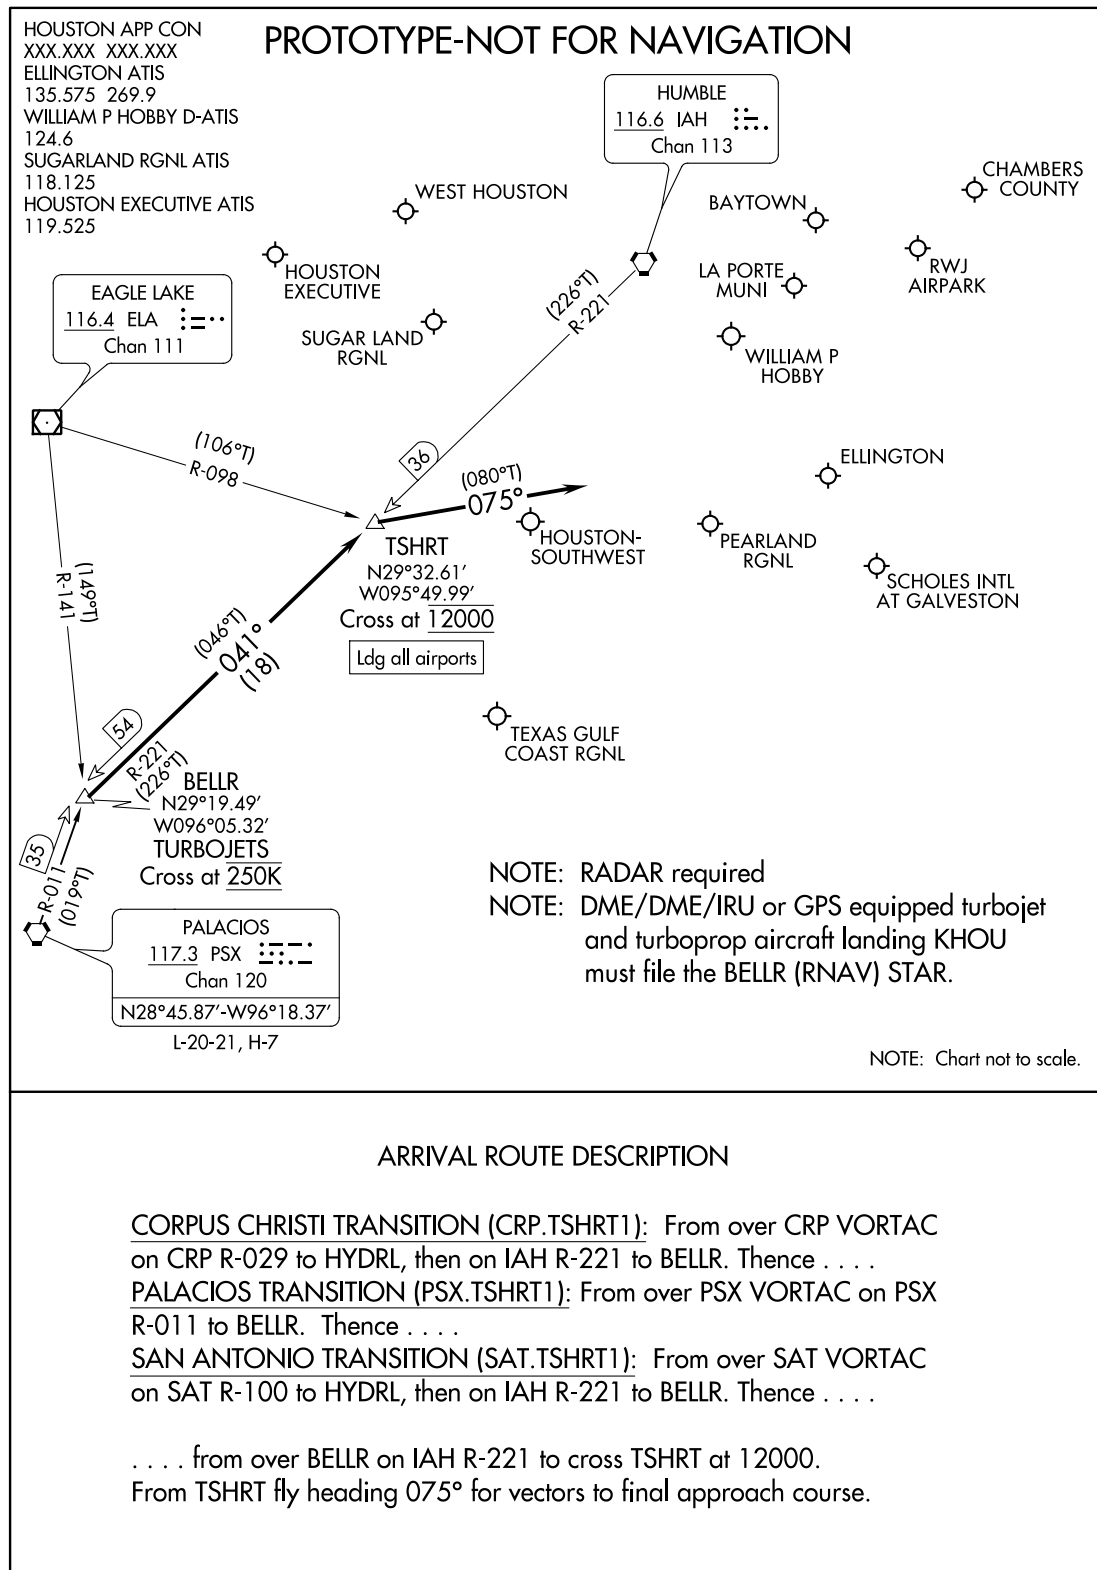 HOUSTON APP CON
XXX.XXX XXX.XXX
ELLINGTON ATIS
135.575 269.9
WILLIAM P HOBBY D-ATIS
124.6
SUGARLAND RGNL ATIS
118.125
HOUSTON EXECUTIVE ATIS
119.525
PROTOTYPE-NOT FOR NAVIGATION
HUMBLE
116.6 IAH
Chan 113
WEST HOUSTON
BAYTOWN
CHAMBERS
COUNTY
HOUSTON
EXECUTIVE
LA PORTE
MUNI
RWJ
AIRPARK
EAGLE LAKE
116.4 ELA
Chan 111
SUGAR LAND
RGNL
(226°T)
R-221
WILLIAM P
HOBBY
(106°T)
R-098
36
(080°T)
075°
ELLINGTON
TSHRT
N29°32.61'
W095°49.99'
Cross at 12000
Ldg all airports
HOUSTON-
SOUTHWEST
PEARLAND
RGNL
SCHOLES INTL
AT GALVESTON
(149°T)
R-141
(046°T)
041°
(18)
54
R-221
(226°T)
TEXAS GULF
COAST RGNL
BELLR
N29°19.49'
W096°05.32'
TURBOJETS
Cross at 250K
35
R-011
(019°T)
PALACIOS
117.3 PSX
Chan 120
N28°45.87'-W96°18.37'
L-20-21, H-7
NOTE: RADAR required
NOTE: DME/DME/IRU or GPS equipped turbojet
and turboprop aircraft landing KHOU
must file the BELLR (RNAV) STAR.
NOTE: Chart not to scale.
ARRIVAL ROUTE DESCRIPTION
CORPUS CHRISTI TRANSITION (CRP.TSHRT1): From over CRP VORTAC
on CRP R-029 to HYDRL, then on IAH R-221 to BELLR. Thence . . . .
PALACIOS TRANSITION (PSX.TSHRT1): From over PSX VORTAC on PSX
R-011 to BELLR. Thence . . . .
SAN ANTONIO TRANSITION (SAT.TSHRT1): From over SAT VORTAC
on SAT R-100 to HYDRL, then on IAH R-221 to BELLR. Thence . . . .
. . . . from over BELLR on IAH R-221 to cross TSHRT at 12000.
From TSHRT fly heading 075° for vectors to final approach course.